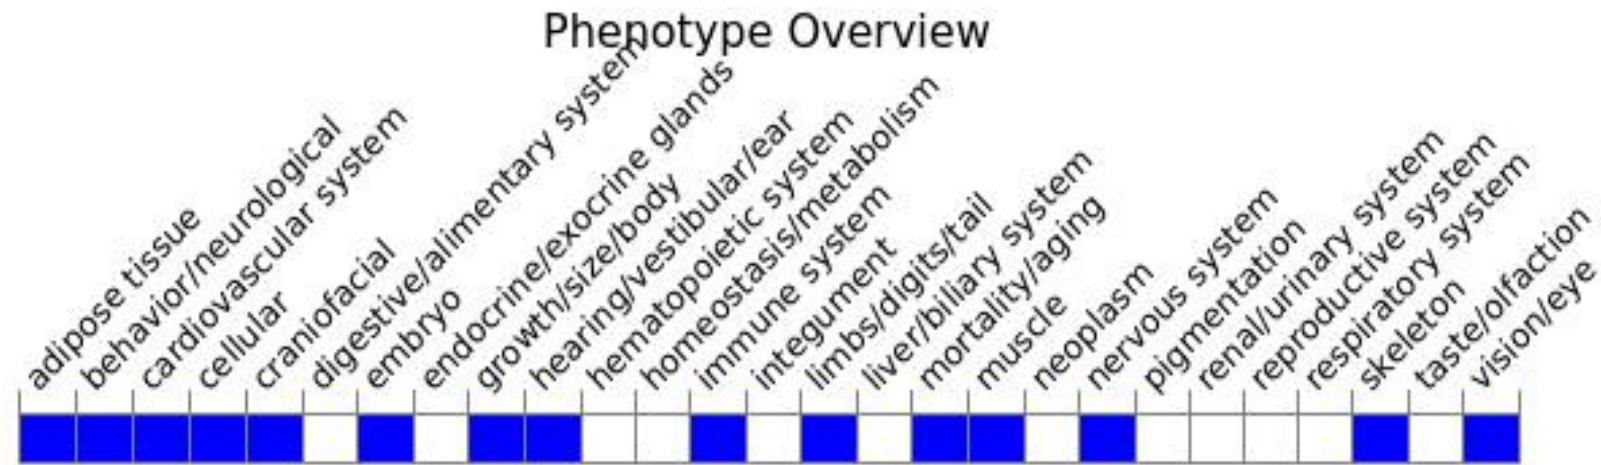 Phenotype Overview
adipose tissue
behavior/neurological
cardiovascular system
cellular
craniofacial
digestive/alimentary system
embryo
endocrine/exocrine glands
growth/size/body
hearing/vestibular/ear
hematopoietic system
homeostasis/metabolism
immune system
integument
limbs/digits/tail
liver/biliary system
mortality/aging
muscle
neoplasm
nervous system
pigmentation
renal/urinary system
reproductive system
respiratory system
skeleton
taste/olfaction
vision/eye